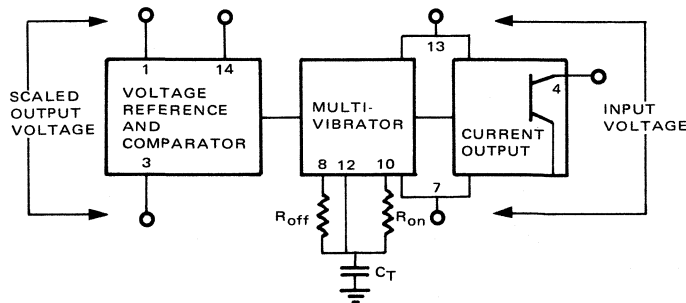 13
1
14
4
SCALED
OUTPUT
VOLTAGE
VOLTAGE
REFERENCE
AND
COMPARATOR
3
MULTI-
VIBRATOR
8 12 10
CURRENT
OUTPUT
INPUT
VOLTAGE
7
Roff
Ron
CT